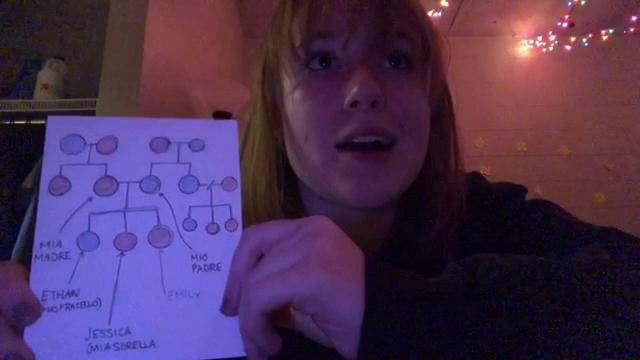 MIA
MADRE
MIO
PADRE
ETHAN
(MIO FRATELLO)
EMILY
JESSICA
(MIA SORELLA